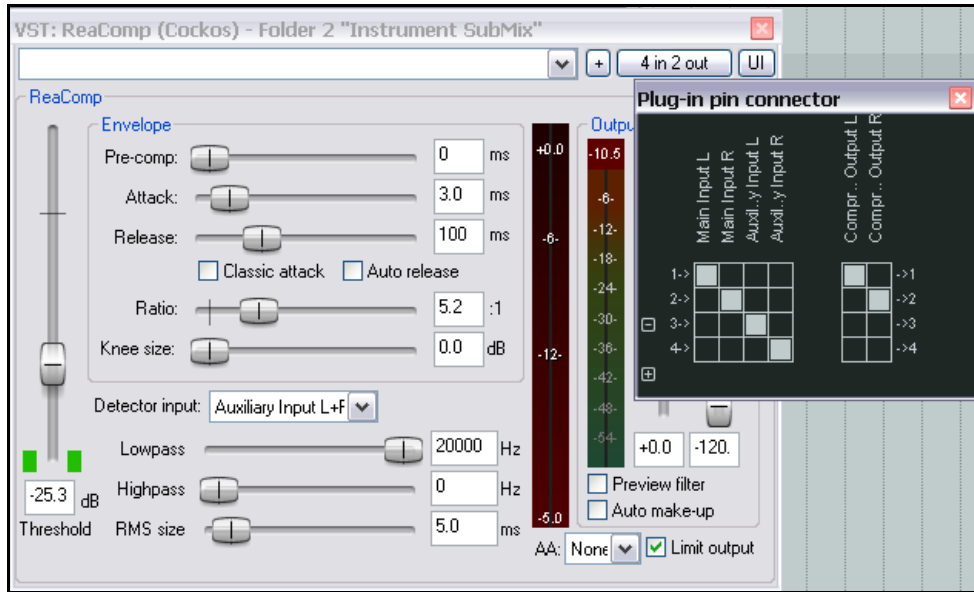 VST: ReaComp (Cockos) - Folder 2 "Instrument SubMix"
+ 4 in 2 out UI
ReaComp
Envelope
Pre-comp: 0 ms
Attack: 3.0 ms
Release: 100 ms
Classic attack Auto release
Ratio: 5.2 :1
Knee size: 0.0 dB
Detector input: Auxiliary Input L+F
Lowpass 20000 Hz
Highpass 0 Hz
RMS size 5.0 ms
-25.3 dB
Threshold
+0.0
-6-
-12-
-5.0
Outpu
-10.5
-6-
-12-
-18-
-24-
-30-
-36-
-42-
-48-
-54-
+0.0 -120.
Preview filter
Auto make-up
AA: None Limit output
Plug-in pin connector
Main Input L
Main Input R
Auxil..y Input L
Auxil..y Input R
Compr.. Output L
Compr.. Output R
1-> ->1
2-> ->2
3-> ->3
4-> ->4